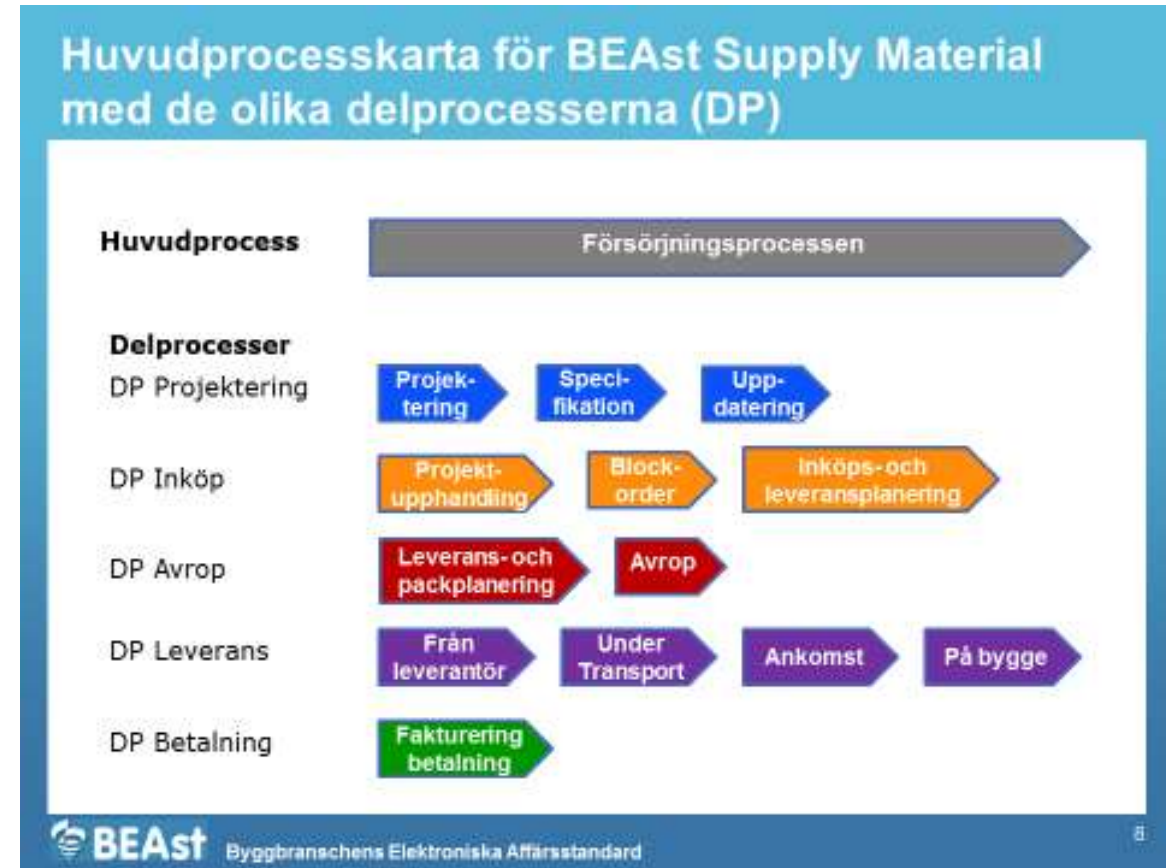 Huvudprocesskarta för BEAst Supply Material
med de olika delprocesserna (DP)
Huvudprocess
Försörjningsprocessen
Delprocesser
DP Projektering
Projek-
tering
Speci-
fikation
Upp-
datering
DP Inköp
Projekt-
upphandling
Block-
order
Inköps-och
leveransplanering
DP Avrop
Leverans-och
packplanering
Avrop
DP Leverans
Från
leverantör
Under
Transport
Ankomst
På bygge
DP Betalning
Fakturering
betalning
BEAst Byggbranschens Elektroniska Affärsstandard